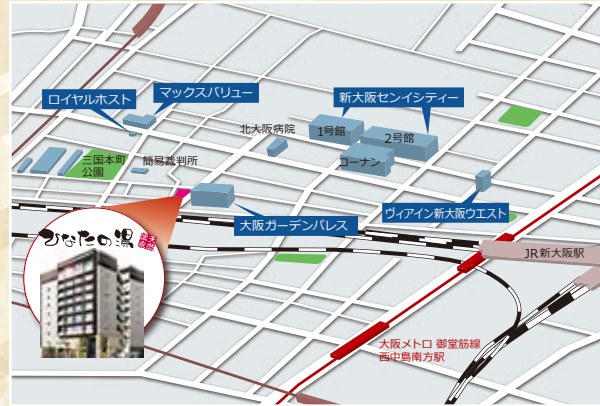 ロイヤルホスト
マックスバリュー
新大阪センイシティー
北大阪病院
1号館
2号館
コーナン
三国本町
公園
簡易裁判所
大阪ガーデンパレス
ヴィアイン新大阪ウエスト
ひなたの湯
天然
温泉
JR新大阪駅
大阪メトロ 御堂筋線
西中島南方駅